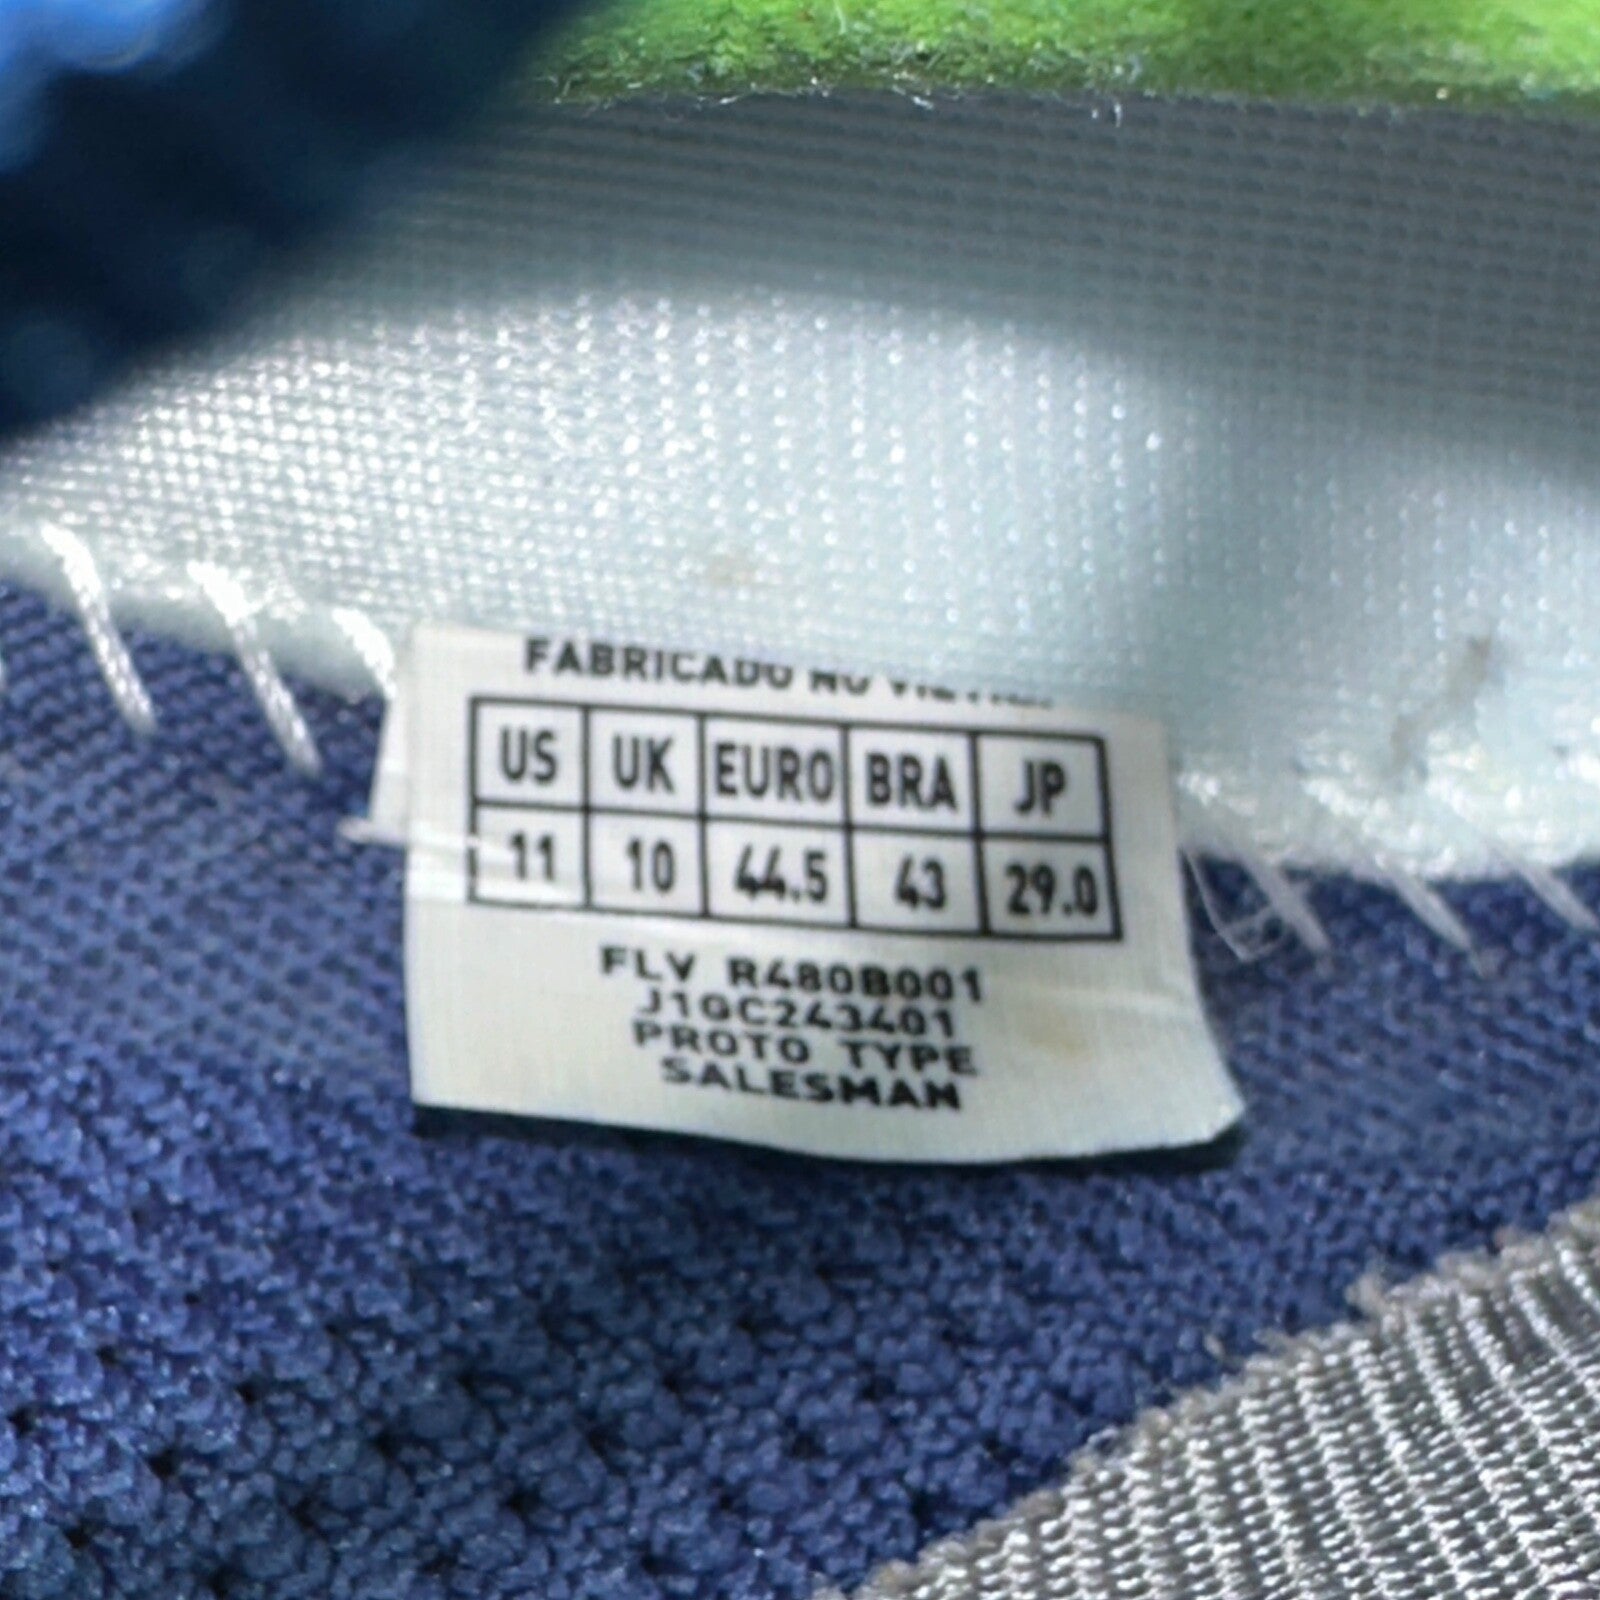 FABRICADO NO VIETNAM
US UK EURO BRA JP
11 10 44.5 43 29.0
FLV R480B001
J1GC243401
PROTO TYPE
SALESMAN